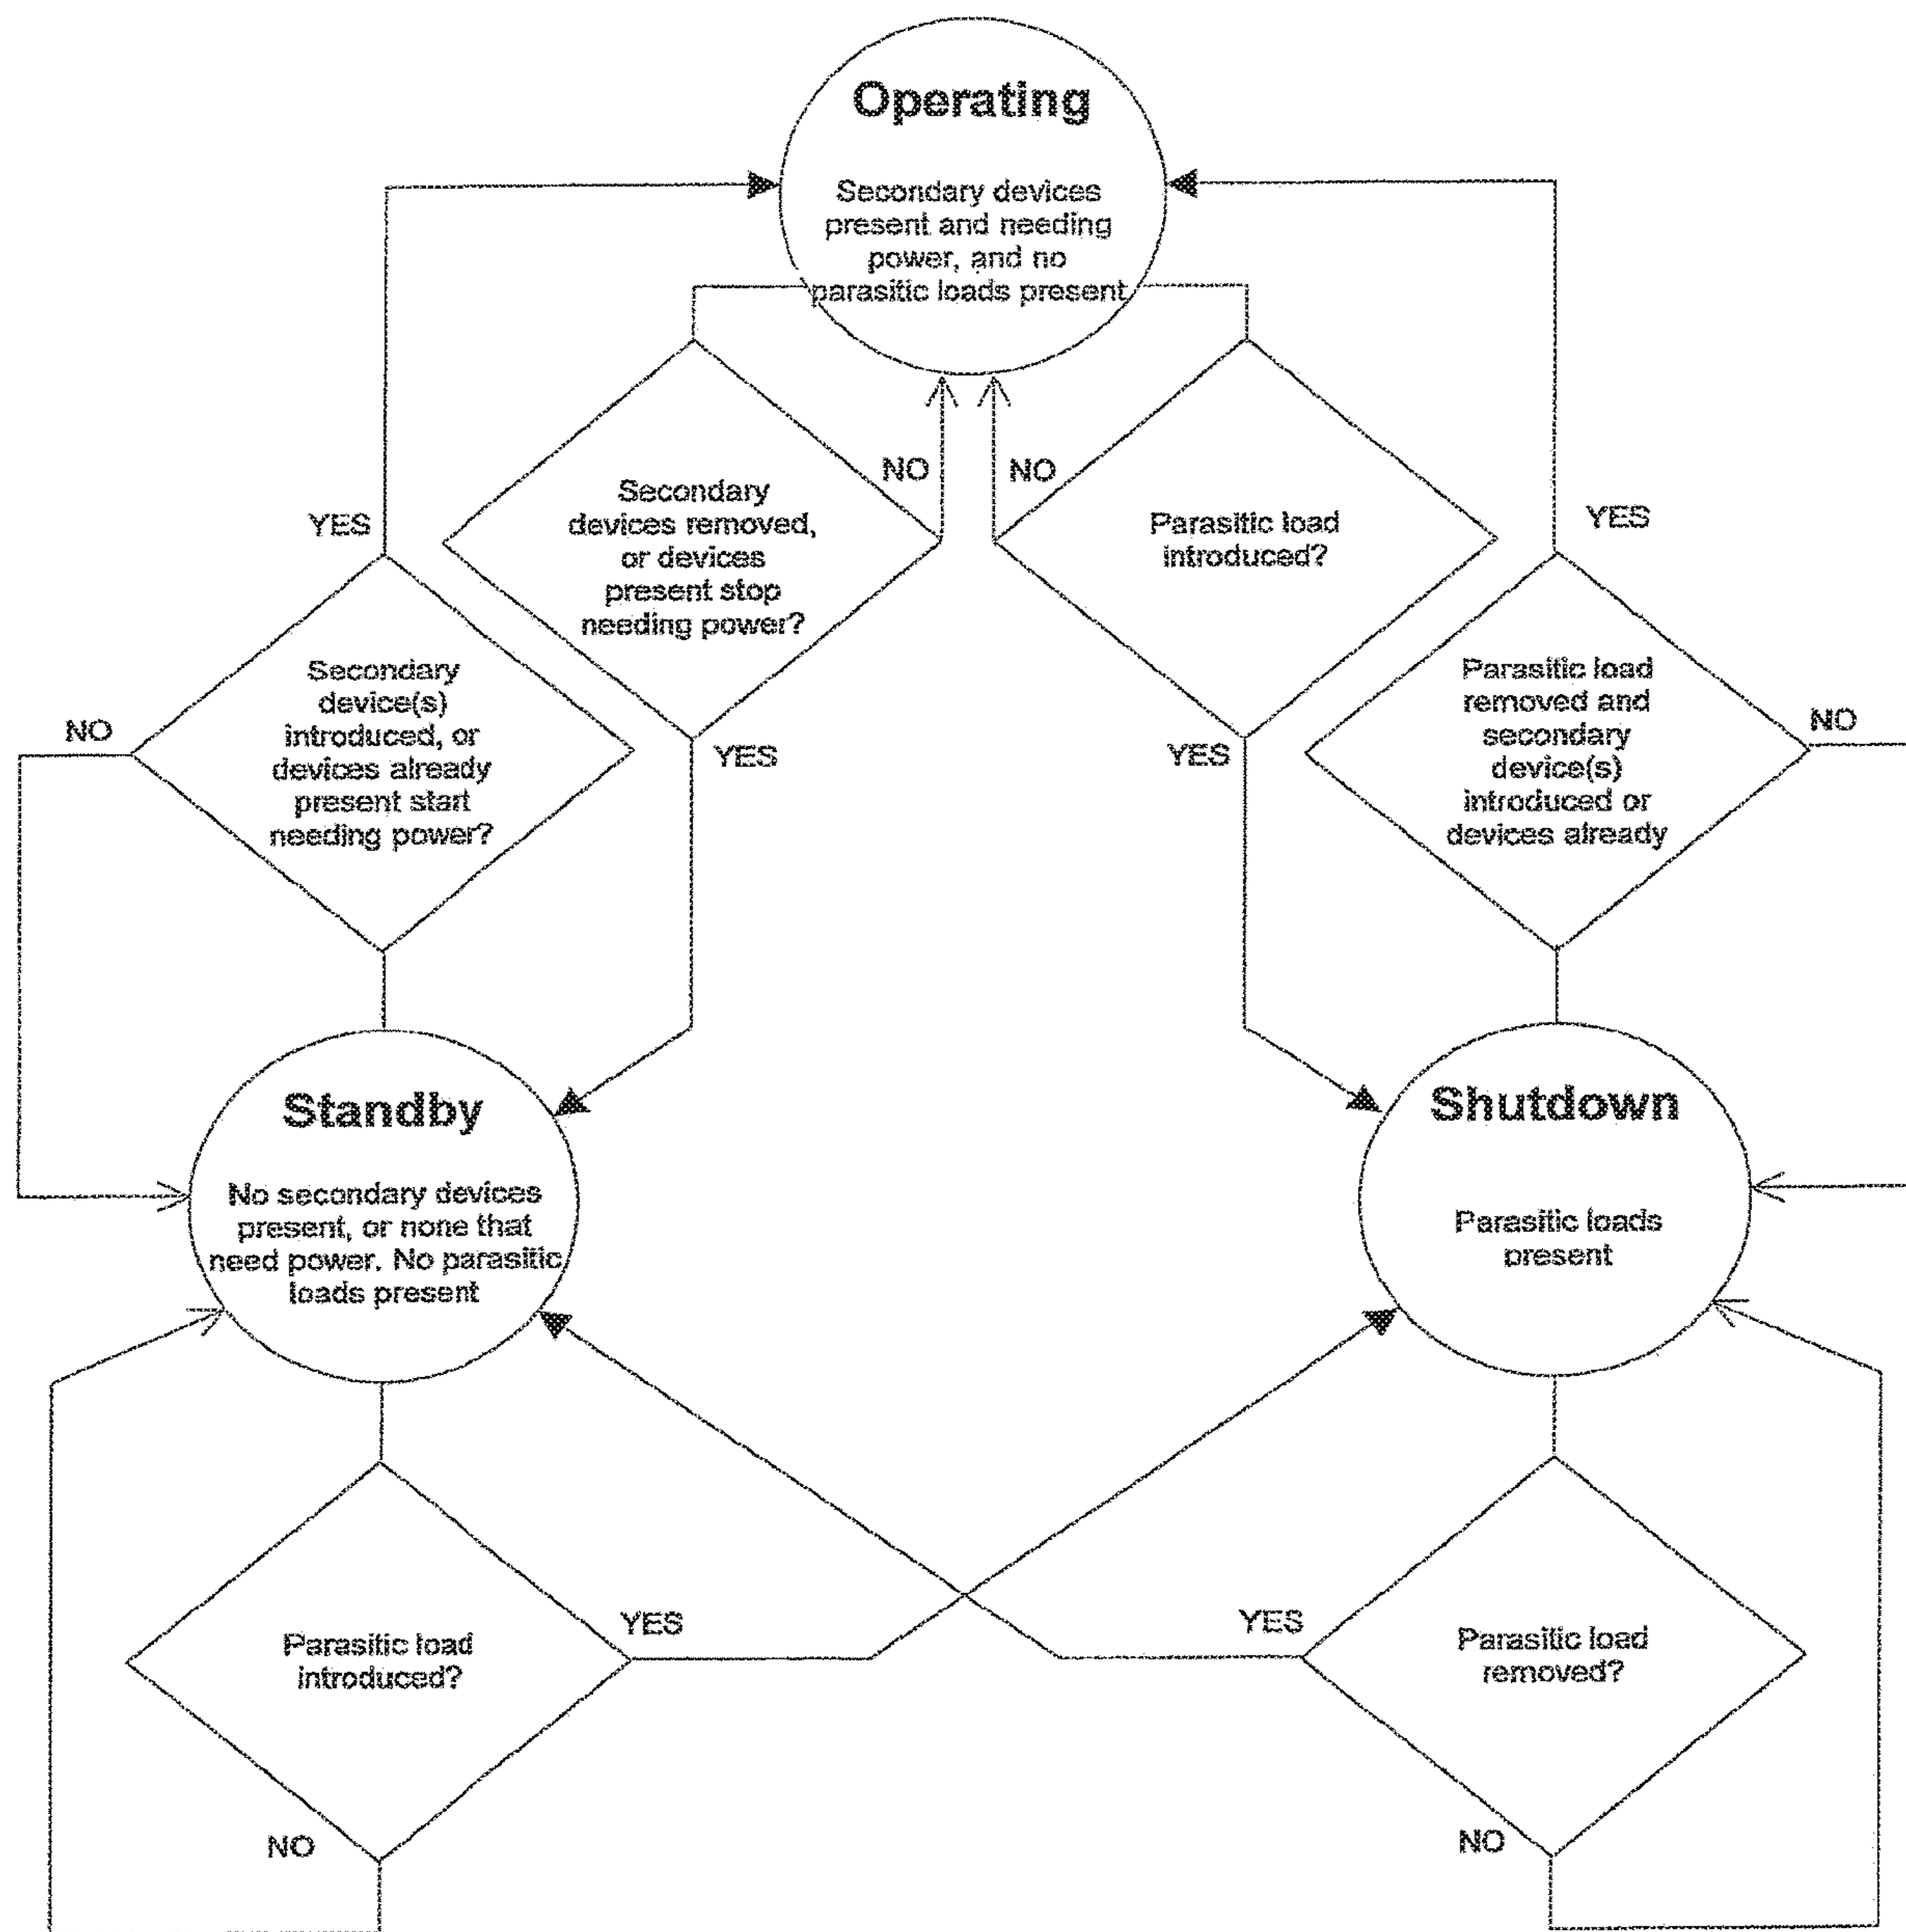 Operating
Secondary devices
present and needing
power, and no
parasitic loads present
NO
NO
YES
Secondary
devices removed,
or devices
present stop
needing power?
Parasitic load
introduced?
YES
Secondary
device(s)
introduced, or
devices already
present start
needing power?
NO
YES
YES
Parasitic load
removed and
secondary
device(s)
introduced or
devices already
NO
Standby
No secondary devices
present, or none that
need power. No parasitic
loads present
Shutdown
Parasitic loads
present
Parasitic load
introduced?
YES
NO
YES
Parasitic load
removed?
NO